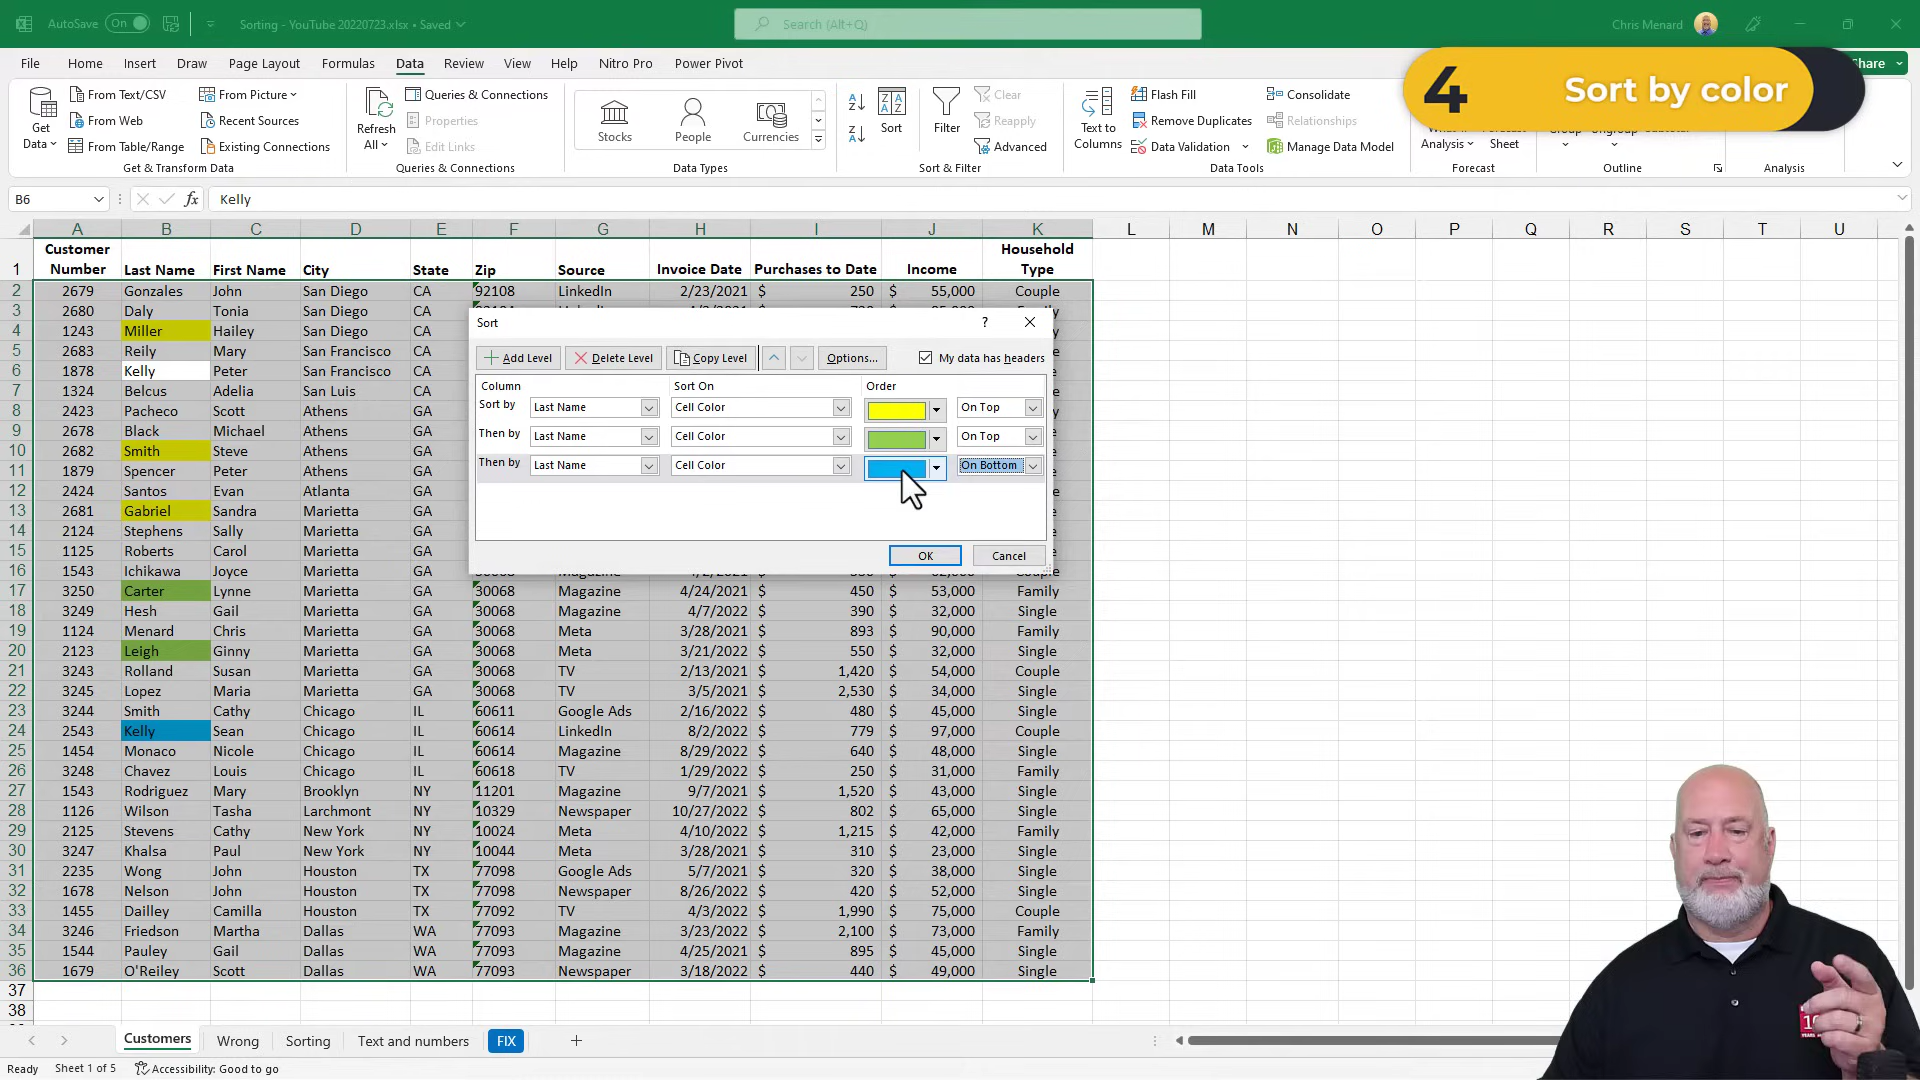 AutoSave On Sorting - YouTube 20220723.xlsx • Saved Search (Alt+Q) Chris Menard
File Home Insert Draw Page Layout Formulas Data Review View Help Nitro Pro Power Pivot
4 Sort by color
Share
Get Data
From Text/CSV
From Web
From Table/Range
From Picture
Recent Sources
Existing Connections
Get & Transform Data
Refresh All
Queries & Connections
Properties
Edit Links
Queries & Connections
Stocks People Currencies
Data Types
Sort
Filter
Clear
Reapply
Advanced
Sort & Filter
Text to Columns
Flash Fill
Remove Duplicates
Data Validation
Consolidate
Relationships
Manage Data Model
Data Tools
What-If Analysis
Forecast Sheet
Forecast
Outline
Analysis
B6 fx Kelly
A B C D E F G H I J K L M N O P Q R S T U
1 Customer Number Last Name First Name City State Zip Source Invoice Date Purchases to Date Income Household Type
2 2679 Gonzales John San Diego CA 92108 LinkedIn 2/23/2021 $ 250 $ 55,000 Couple
3 2680 Daly Tonia San Diego CA
4 1243 Miller Hailey San Diego CA
5 2683 Reily Mary San Francisco CA
6 1878 Kelly Peter San Francisco CA
7 1324 Belcus Adelia San Luis CA
8 2423 Pacheco Scott Athens GA
9 2678 Black Michael Athens GA
10 2682 Smith Steve Athens GA
11 1879 Spencer Peter Athens GA
12 2424 Santos Evan Atlanta GA
13 2681 Gabriel Sandra Marietta GA
14 2124 Stephens Sally Marietta GA
15 1125 Roberts Carol Marietta GA
16 1543 Ichikawa Joyce Marietta GA
17 3250 Carter Lynne Marietta GA 30068 Magazine 4/24/2021 $ 450 $ 53,000 Family
18 3249 Hesh Gail Marietta GA 30068 Magazine 4/7/2022 $ 390 $ 32,000 Single
19 1124 Menard Chris Marietta GA 30068 Meta 3/28/2021 $ 893 $ 90,000 Family
20 2123 Leigh Ginny Marietta GA 30068 Meta 3/21/2022 $ 550 $ 32,000 Single
21 3243 Rolland Susan Marietta GA 30068 TV 2/13/2021 $ 1,420 $ 54,000 Couple
22 3245 Lopez Maria Marietta GA 30068 TV 3/5/2021 $ 2,530 $ 34,000 Single
23 3244 Smith Cathy Chicago IL 60611 Google Ads 2/16/2022 $ 480 $ 45,000 Single
24 2543 Kelly Sean Chicago IL 60614 LinkedIn 8/2/2022 $ 779 $ 97,000 Couple
25 1454 Monaco Nicole Chicago IL 60614 Magazine 8/29/2022 $ 640 $ 48,000 Single
26 3248 Chavez Louis Chicago IL 60618 TV 1/29/2022 $ 250 $ 31,000 Family
27 1543 Rodriguez Mary Brooklyn NY 11201 Magazine 9/7/2021 $ 1,520 $ 43,000 Single
28 1126 Wilson Tasha Larchmont NY 10329 Newspaper 10/27/2022 $ 802 $ 65,000 Single
29 2125 Stevens Cathy New York NY 10024 Meta 4/10/2022 $ 1,215 $ 42,000 Family
30 3247 Khalsa Paul New York NY 10044 Meta 3/28/2021 $ 310 $ 23,000 Single
31 2235 Wong John Houston TX 77098 Google Ads 5/7/2021 $ 320 $ 38,000 Single
32 1678 Nelson John Houston TX 77098 Newspaper 8/26/2022 $ 420 $ 52,000 Single
33 1455 Dailley Camilla Houston TX 77092 TV 4/3/2022 $ 1,990 $ 75,000 Couple
34 3246 Friedson Martha Dallas WA 77093 Magazine 3/23/2022 $ 2,100 $ 73,000 Family
35 1544 Pauley Gail Dallas WA 77093 Magazine 4/25/2021 $ 895 $ 45,000 Single
36 1679 O'Reiley Scott Dallas WA 77093 Newspaper 3/18/2022 $ 440 $ 49,000 Single
37
38
Sort ?
Add Level Delete Level Copy Level Options... My data has headers
Column Sort On Order
Sort by Last Name Cell Color On Top
Then by Last Name Cell Color On Top
Then by Last Name Cell Color On Bottom
OK Cancel
Customers Wrong Sorting Text and numbers FIX
Ready Sheet 1 of 5 Accessibility: Good to go